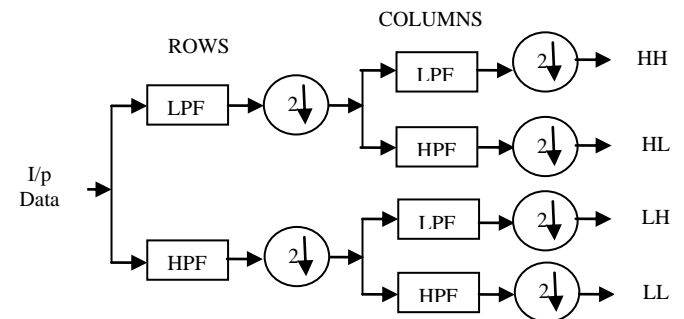 COLUMNS
ROWS
LPF
2
LPF
2
HH
HPF
2
HL
I/p
Data
HPF
2
LPF
2
LH
HPF
2
LL